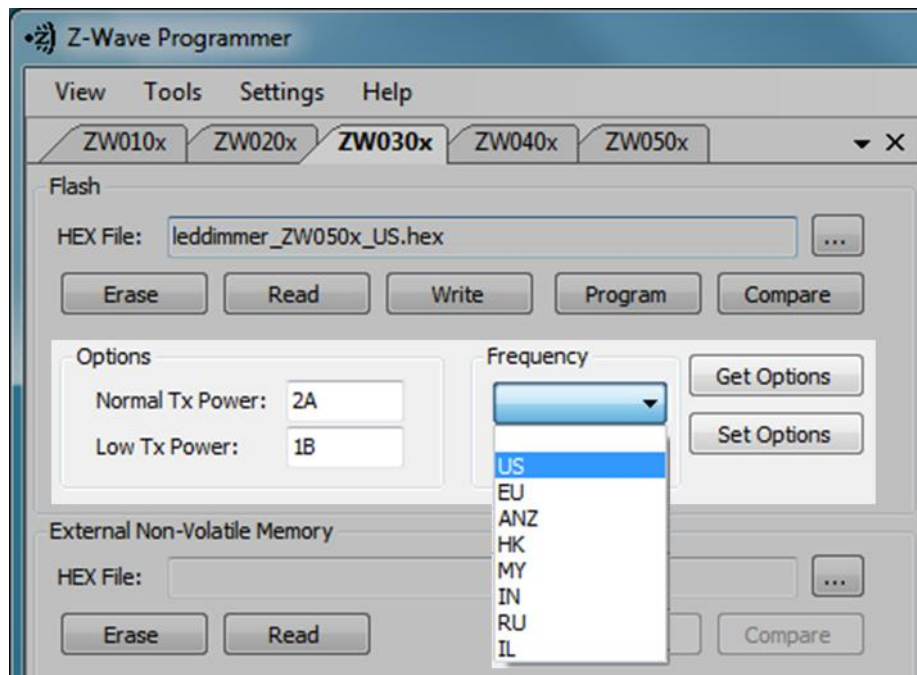 Z-Wave Programmer
View Tools Settings Help
ZW010x ZW020x ZW030x ZW040x ZW050x
Flash
HEX File: leddimmer_ZW050x_US.hex ...
Erase Read Write Program Compare
Options Frequency Get Options
Normal Tx Power: 2A
Low Tx Power: 1B Set Options
US
EU
ANZ
External Non-Volatile Memory
HK
HEX File: ...
MY
IN
RU
Erase Read Compare
IL